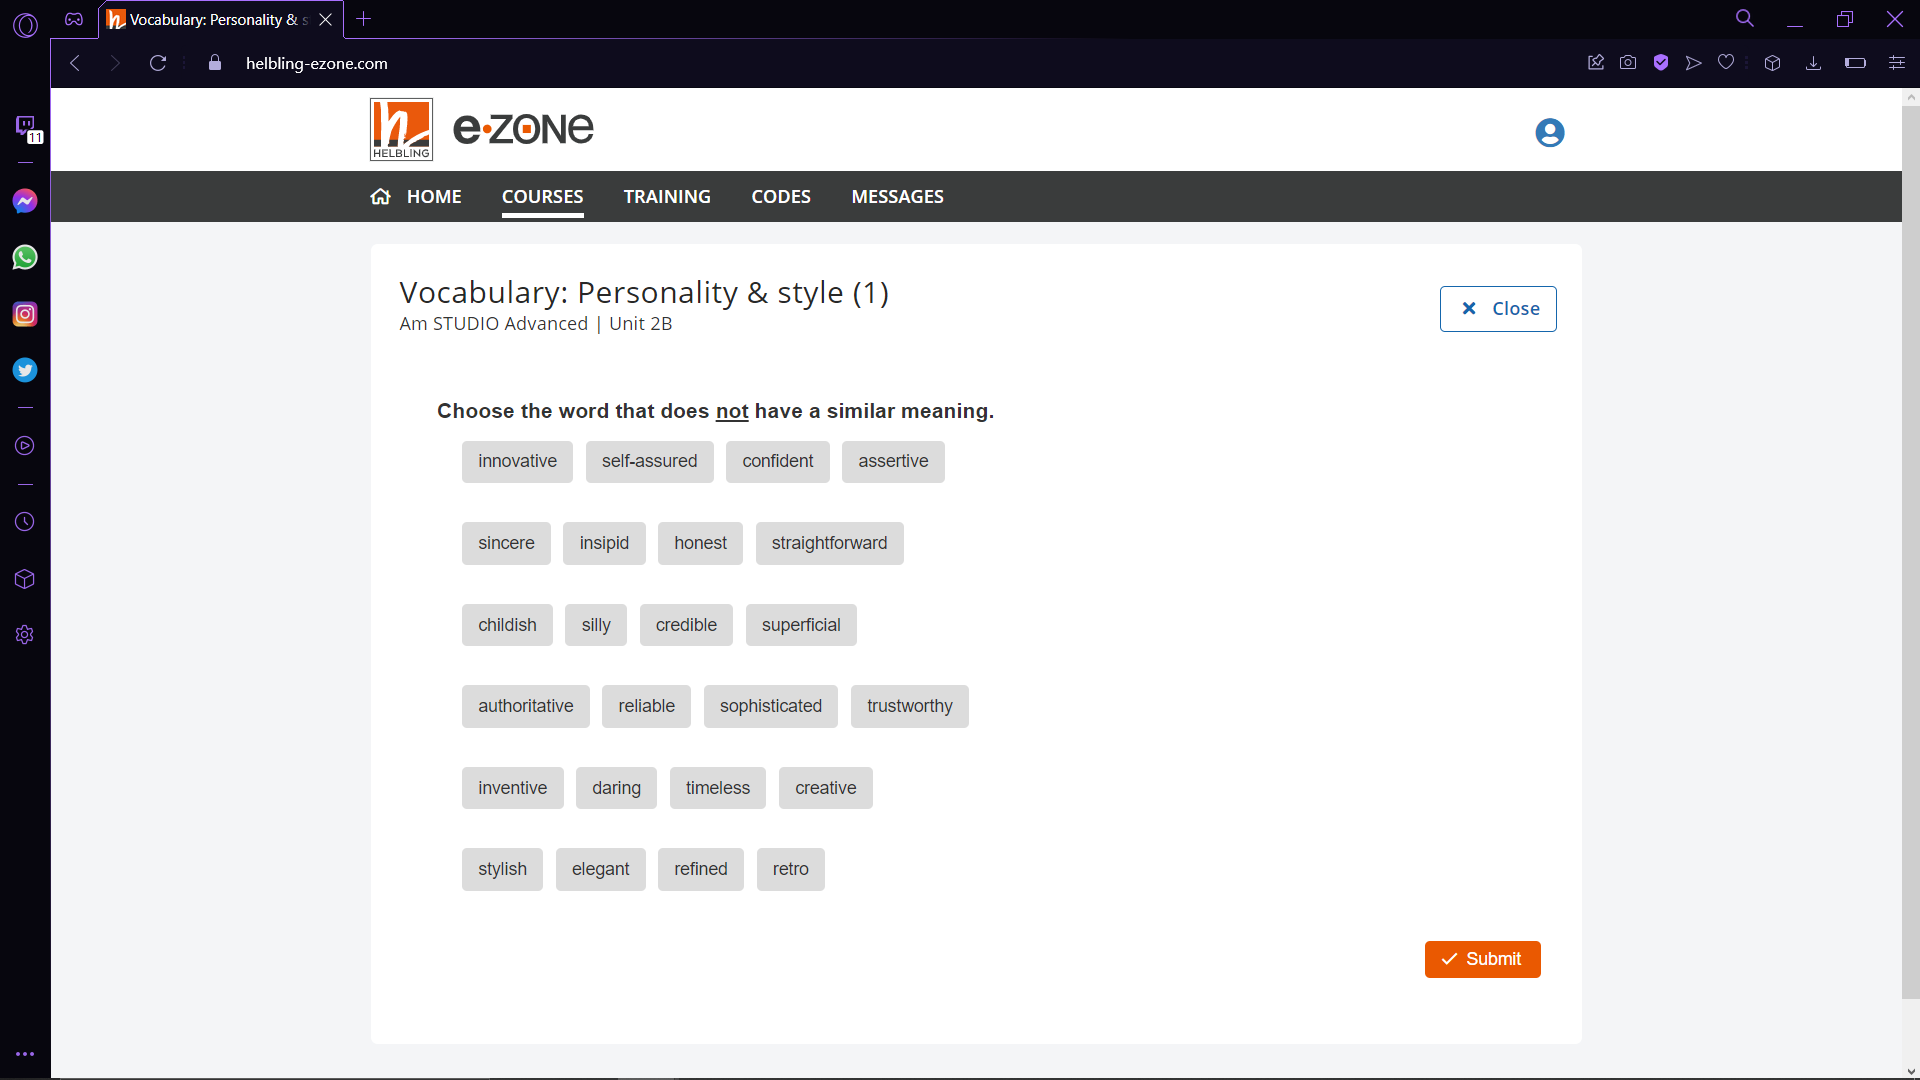 Vocabulary: Personality & s
helbling-ezone.com
11
HELBLING
e•zone
HOME COURSES TRAINING CODES MESSAGES
Vocabulary: Personality & style (1)
Am STUDIO Advanced | Unit 2B
Close
Choose the word that does not have a similar meaning.
innovative self-assured confident assertive
sincere insipid honest straightforward
childish silly credible superficial
authoritative reliable sophisticated trustworthy
inventive daring timeless creative
stylish elegant refined retro
Submit